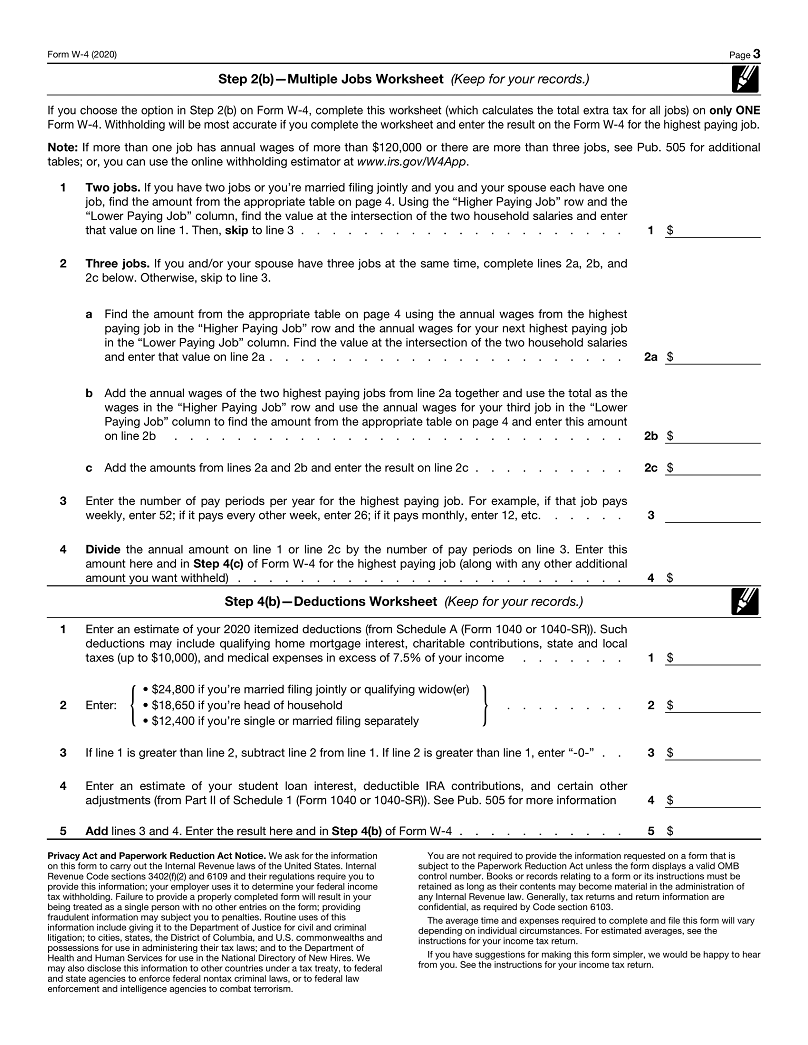 Form W-4 (2020)
Page 3
Step 2(b)—Multiple Jobs Worksheet (Keep for your records.)
If you choose the option in Step 2(b) on Form W-4, complete this worksheet (which calculates the total extra tax for all jobs) on only ONE
Form W-4. Withholding will be most accurate if you complete the worksheet and enter the result on the Form W-4 for the highest paying job.
Note: If more than one job has annual wages of more than $120,000 or there are more than three jobs, see Pub. 505 for additional
tables; or, you can use the online withholding estimator at www.irs.gov/W4App.
1 Two jobs. If you have two jobs or you’re married filing jointly and you and your spouse each have one
job, find the amount from the appropriate table on page 4. Using the “Higher Paying Job” row and the
“Lower Paying Job” column, find the value at the intersection of the two household salaries and enter
that value on line 1. Then, skip to line 3 . . . . . . . . . . . . . . . . . . . 1 $
2 Three jobs. If you and/or your spouse have three jobs at the same time, complete lines 2a, 2b, and
2c below. Otherwise, skip to line 3.
a Find the amount from the appropriate table on page 4 using the annual wages from the highest
paying job in the “Higher Paying Job” row and the annual wages for your next highest paying job
in the “Lower Paying Job” column. Find the value at the intersection of the two household salaries
and enter that value on line 2a . . . . . . . . . . . . . . . . . . . . 2a $
b Add the annual wages of the two highest paying jobs from line 2a together and use the total as the
wages in the “Higher Paying Job” row and use the annual wages for your third job in the “Lower
Paying Job” column to find the amount from the appropriate table on page 4 and enter this amount
on line 2b . . . . . . . . . . . . . . . . . . . . . . . . . 2b $
c Add the amounts from lines 2a and 2b and enter the result on line 2c . . . . . . . . 2c $
3 Enter the number of pay periods per year for the highest paying job. For example, if that job pays
weekly, enter 52; if it pays every other week, enter 26; if it pays monthly, enter 12, etc. . . . . . 3
4 Divide the annual amount on line 1 or line 2c by the number of pay periods on line 3. Enter this
amount here and in Step 4(c) of Form W-4 for the highest paying job (along with any other additional
amount you want withheld) . . . . . . . . . . . . . . . . . . . . . 4 $
Step 4(b)—Deductions Worksheet (Keep for your records.)
1 Enter an estimate of your 2020 itemized deductions (from Schedule A (Form 1040 or 1040-SR)). Such
deductions may include qualifying home mortgage interest, charitable contributions, state and local
taxes (up to $10,000), and medical expenses in excess of 7.5% of your income . . . . . . 1 $
• $24,800 if you’re married filing jointly or qualifying widow(er)
2 Enter: • $18,650 if you’re head of household . . . . . . . 2 $
• $12,400 if you’re single or married filing separately
3 If line 1 is greater than line 2, subtract line 2 from line 1. If line 2 is greater than line 1, enter “-0-” . . 3 $
4 Enter an estimate of your student loan interest, deductible IRA contributions, and certain other
adjustments (from Part II of Schedule 1 (Form 1040 or 1040-SR)). See Pub. 505 for more information 4 $
5 Add lines 3 and 4. Enter the result here and in Step 4(b) of Form W-4 . . . . . . . . . . . 5 $
Privacy Act and Paperwork Reduction Act Notice. We ask for the information
on this form to carry out the Internal Revenue laws of the United States. Internal
Revenue Code sections 3402(f)(2) and 6109 and their regulations require you to
provide this information; your employer uses it to determine your federal income
tax withholding. Failure to provide a properly completed form will result in your
being treated as a single person with no other entries on the form; providing
fraudulent information may subject you to penalties. Routine uses of this
information include giving it to the Department of Justice for civil and criminal
litigation; to cities, states, the District of Columbia, and U.S. commonwealths and
possessions for use in administering their tax laws; and to the Department of
Health and Human Services for use in the National Directory of New Hires. We
may also disclose this information to other countries under a tax treaty, to federal
and state agencies to enforce federal nontax criminal laws, or to federal law
enforcement and intelligence agencies to combat terrorism.
You are not required to provide the information requested on a form that is
subject to the Paperwork Reduction Act unless the form displays a valid OMB
control number. Books or records relating to a form or its instructions must be
retained as long as their contents may become material in the administration of
any Internal Revenue law. Generally, tax returns and return information are
confidential, as required by Code section 6103.
The average time and expenses required to complete and file this form will vary
depending on individual circumstances. For estimated averages, see the
instructions for your income tax return.
If you have suggestions for making this form simpler, we would be happy to hear
from you. See the instructions for your income tax return.